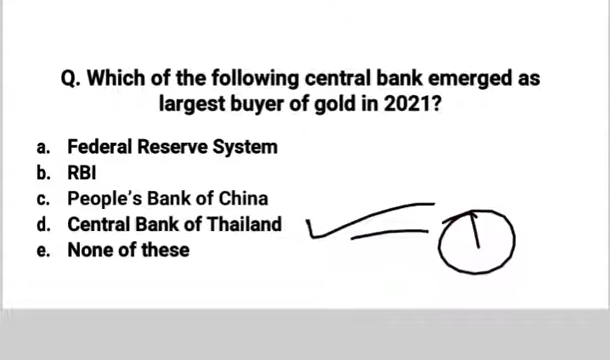 Q. Which of the following central bank emerged as
largest buyer of gold in 2021?
a. Federal Reserve System
b. RBI
c. People's Bank of China
d. Central Bank of Thailand
e. None of these
1